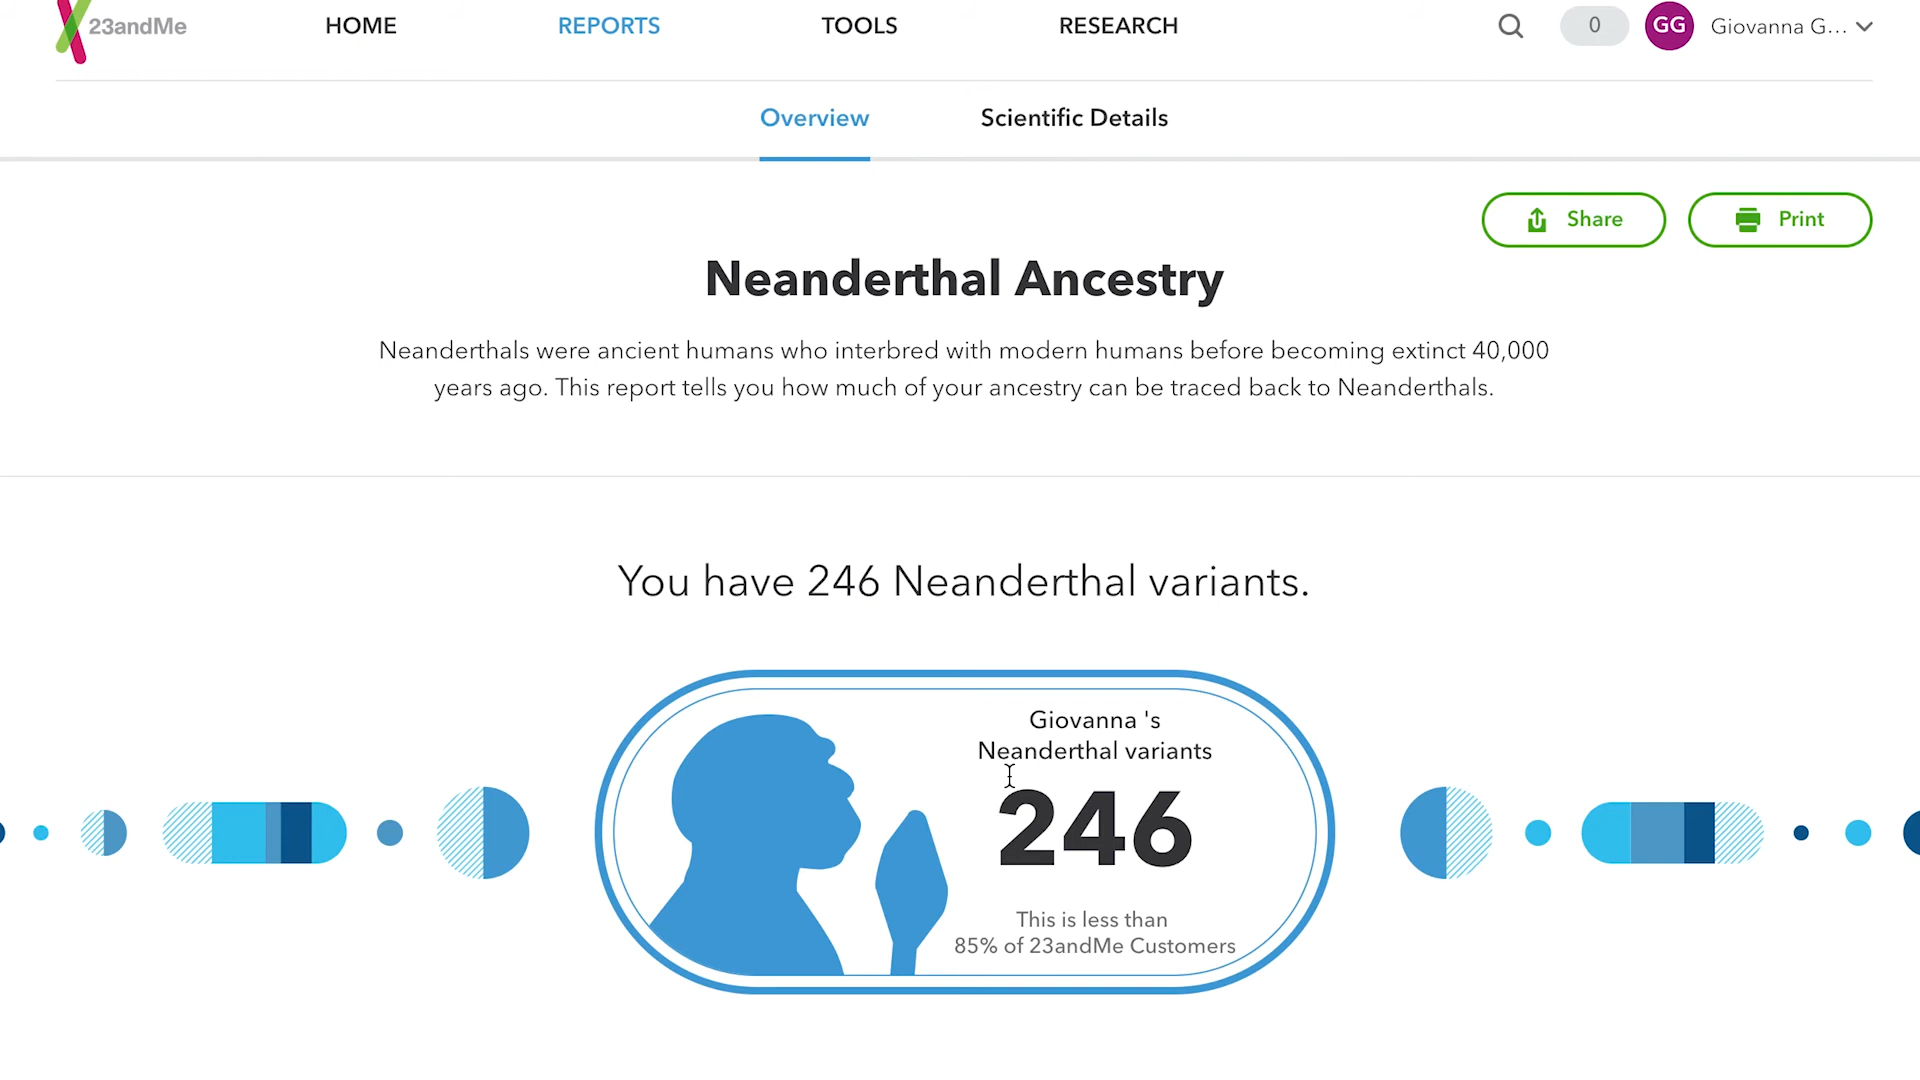 23andMe
HOME
REPORTS
TOOLS
RESEARCH
0
GG
Giovanna G...
Overview
Scientific Details
Share
Print
Neanderthal Ancestry
Neanderthals were ancient humans who interbred with modern humans before becoming extinct 40,000
years ago. This report tells you how much of your ancestry can be traced back to Neanderthals.
You have 246 Neanderthal variants.
Giovanna 's
Neanderthal variants
246
This is less than
85% of 23andMe Customers